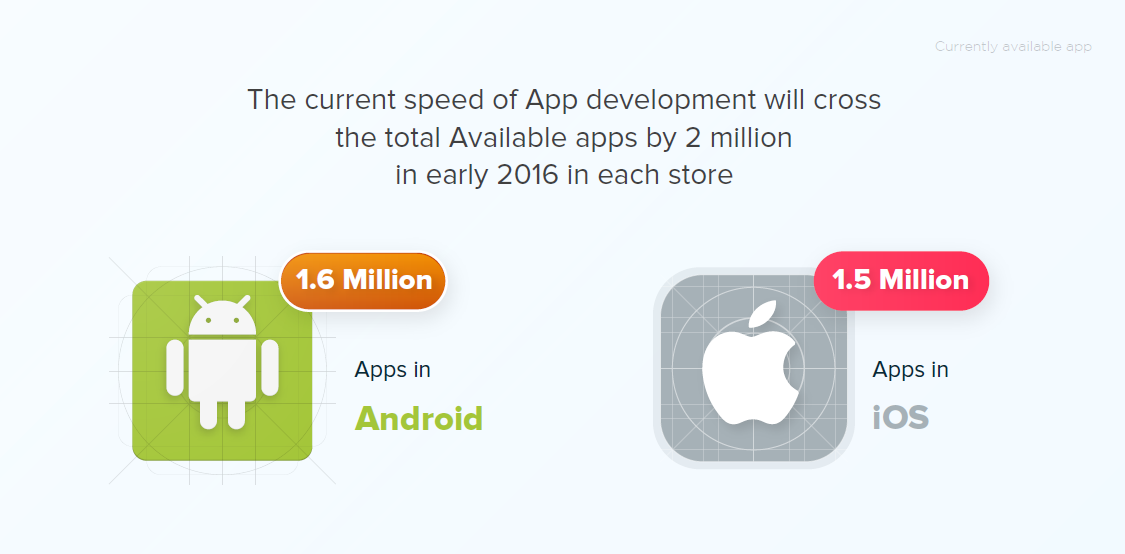 Currently available app
The current speed of App development will cross
the total Available apps by 2 million
in early 2016 in each store
1.6 Million
Apps in
Android
1.5 Million
Apps in
iOS